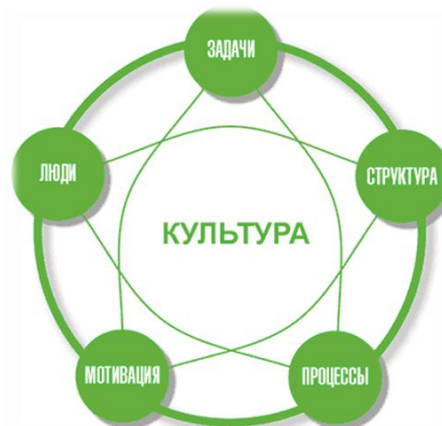 ЗАДАЧИ
ЛЮДИ
СТРУКТУРА
КУЛЬТУРА
МОТИВАЦИЯ
ПРОЦЕССЫ